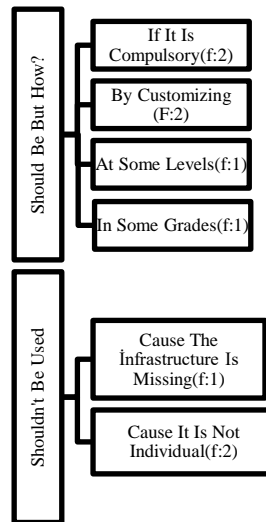 Should Be But How?
If It Is
Compulsory(f:2)
By Customizing
(F:2)
At Some Levels(f:1)
In Some Grades(f:1)
Shouldn't Be Used
Cause The
İnfrastructure Is
Missing(f:1)
Cause It Is Not
Individual(f:2)